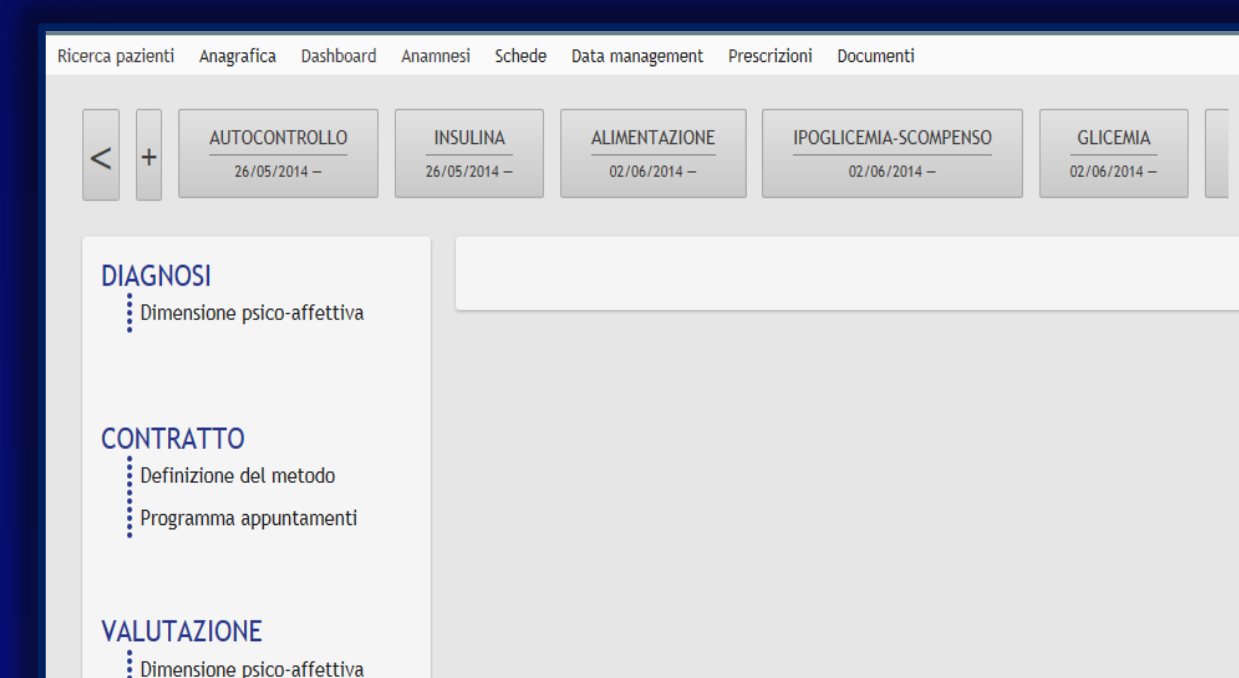 Ricerca pazienti Anagrafica Dashboard Anamnesi Schede Data management Prescrizioni Documenti
< + AUTOCONTROLLO INSULINA ALIMENTAZIONE IPOGLICEMIA-SCOMPENSO GLICEMIA
26/05/2014 — 26/05/2014 — 02/06/2014 — 02/06/2014 — 02/06/2014 —
DIAGNOSI
Dimensione psico-affettiva
CONTRATTO
Definizione del metodo
Programma appuntamenti
VALUTAZIONE
Dimensione psico-affettiva